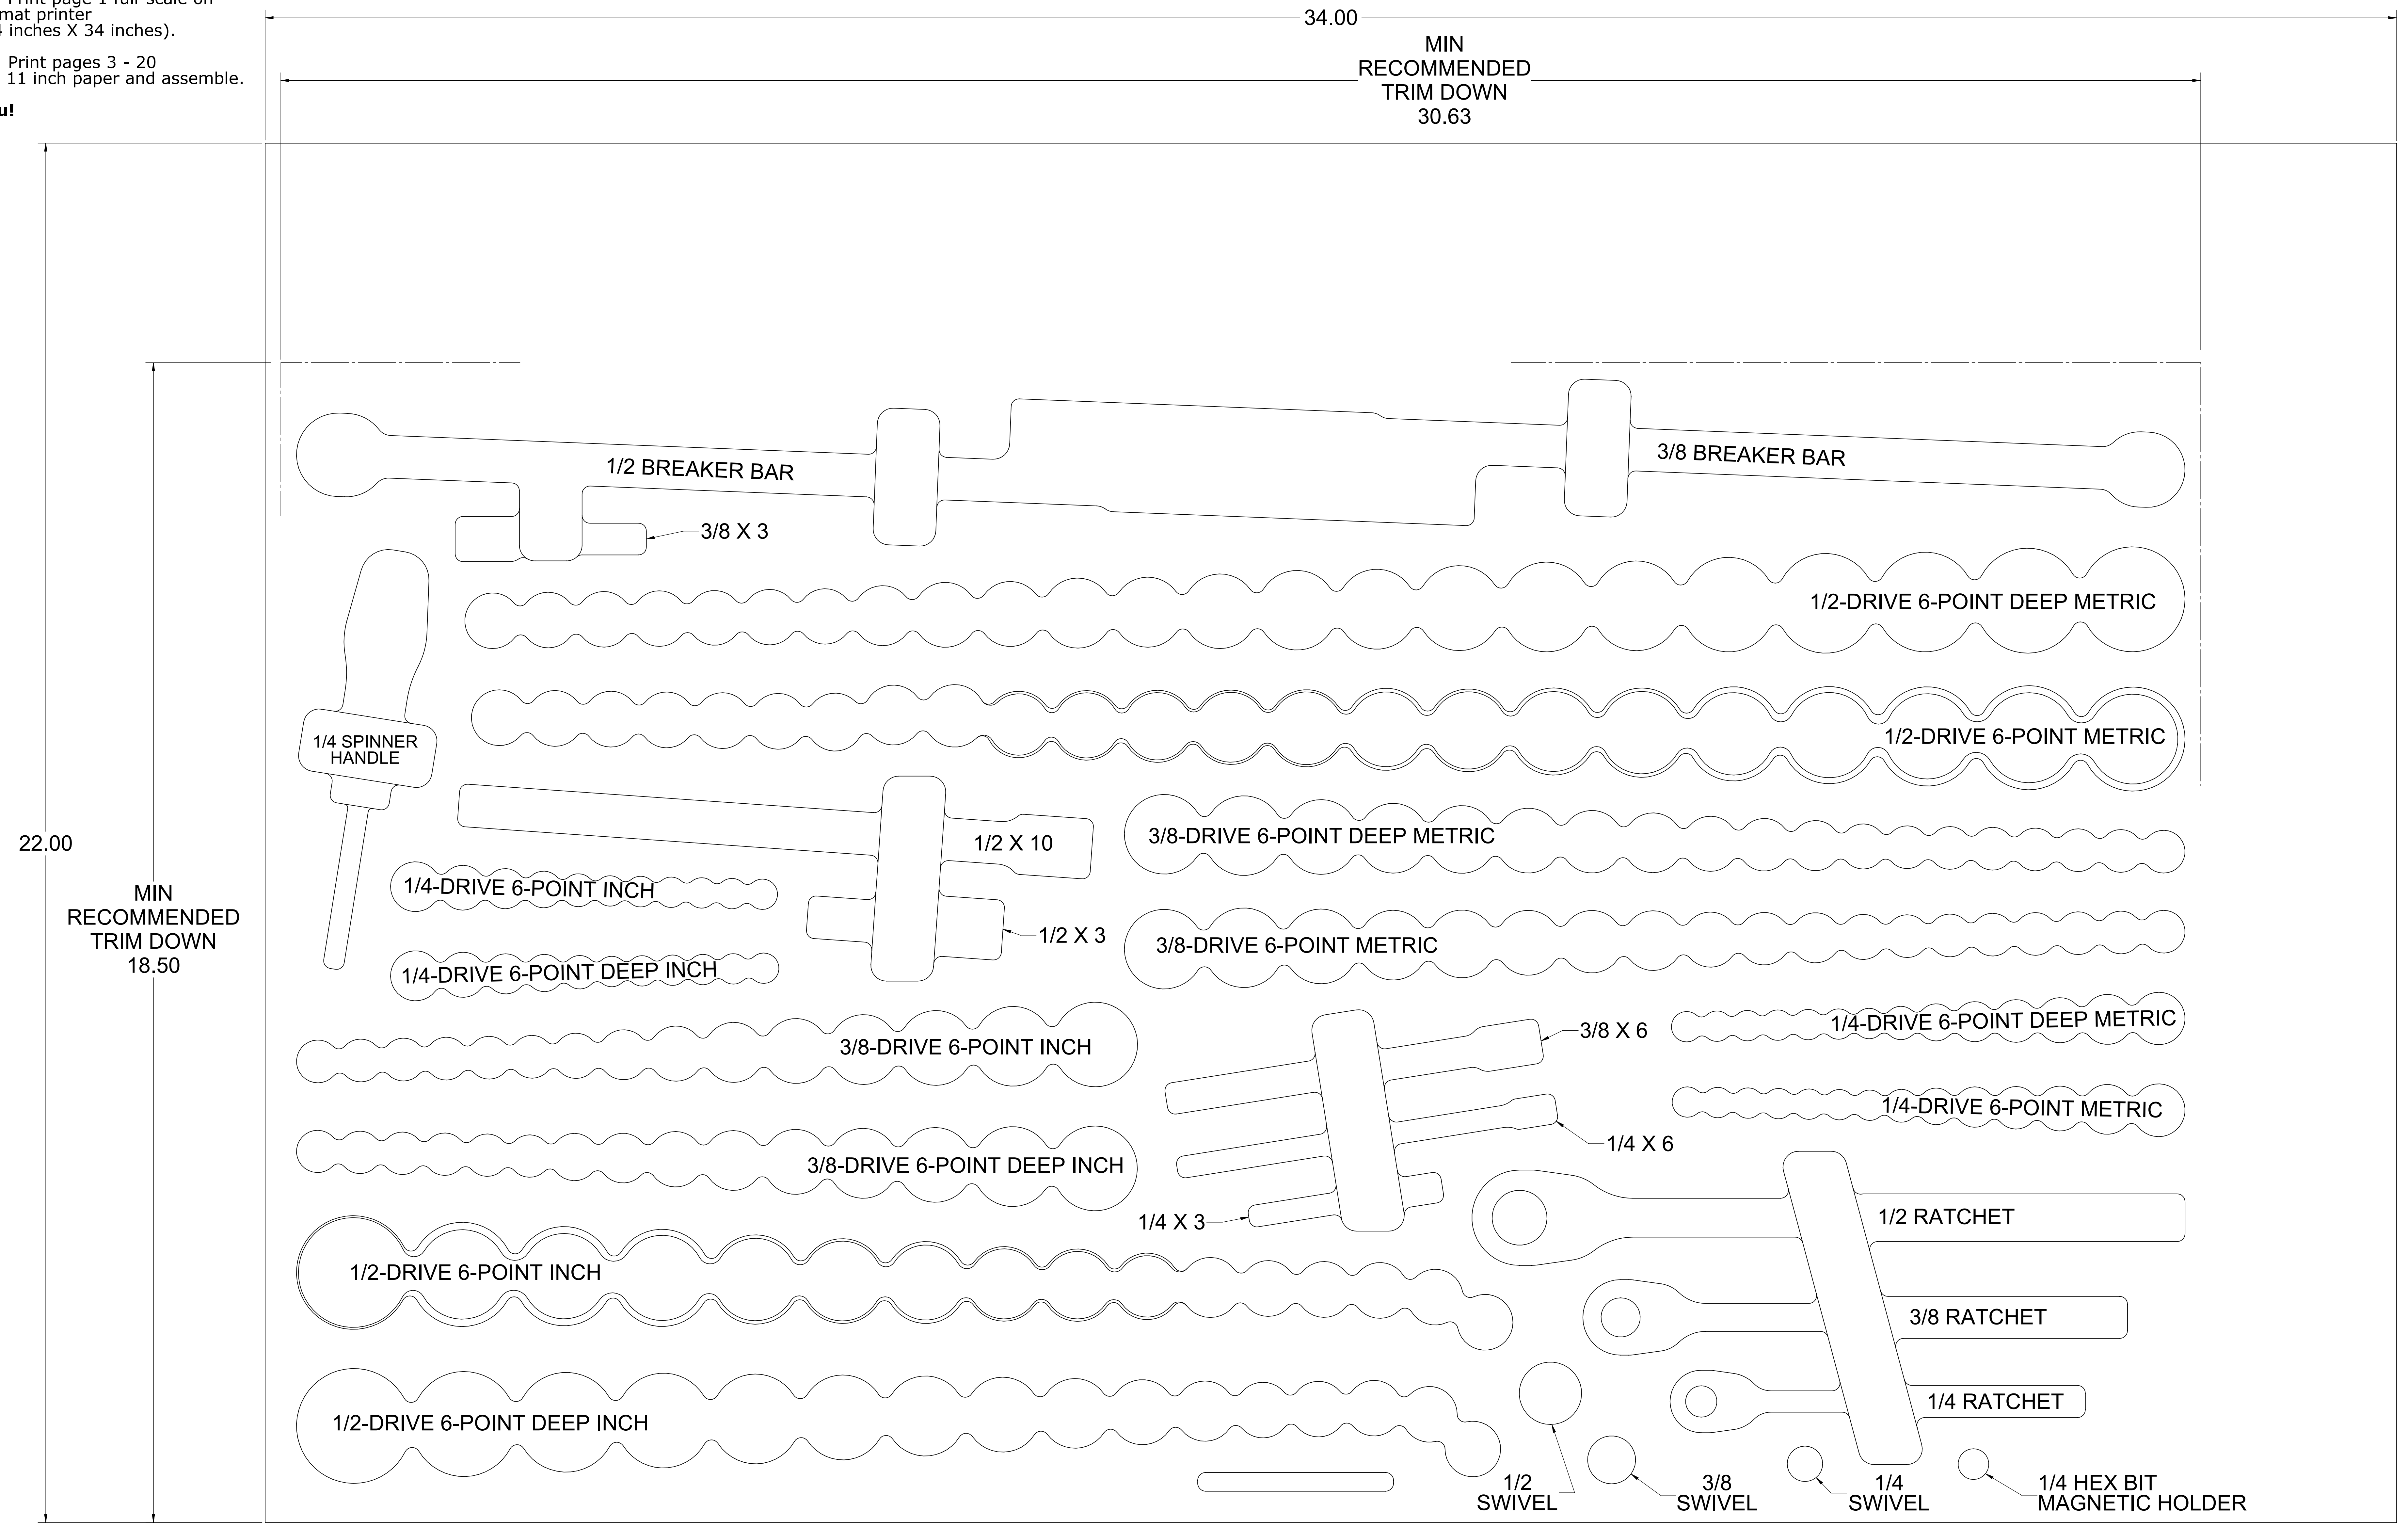 Print page 1 full scale on
mat printer
inches X 34 inches).
Print pages 3 - 20
11 inch paper and assemble.
34.00
MIN
RECOMMENDED
TRIM DOWN
30.63
22.00
MIN
RECOMMENDED
TRIM DOWN
18.50
1/2 BREAKER BAR
3/8 BREAKER BAR
3/8 X 3
1/2-DRIVE 6-POINT DEEP METRIC
1/2-DRIVE 6-POINT METRIC
1/4 SPINNER
HANDLE
1/2 X 10
3/8-DRIVE 6-POINT DEEP METRIC
1/4-DRIVE 6-POINT INCH
1/2 X 3
3/8-DRIVE 6-POINT METRIC
1/4-DRIVE 6-POINT DEEP INCH
3/8-DRIVE 6-POINT INCH
3/8 X 6
1/4-DRIVE 6-POINT DEEP METRIC
1/4-DRIVE 6-POINT METRIC
1/4 X 6
3/8-DRIVE 6-POINT DEEP INCH
1/4 X 3
1/2 RATCHET
1/2-DRIVE 6-POINT INCH
3/8 RATCHET
1/4 RATCHET
1/2-DRIVE 6-POINT DEEP INCH
1/2
SWIVEL
3/8
SWIVEL
1/4
SWIVEL
1/4 HEX BIT
MAGNETIC HOLDER